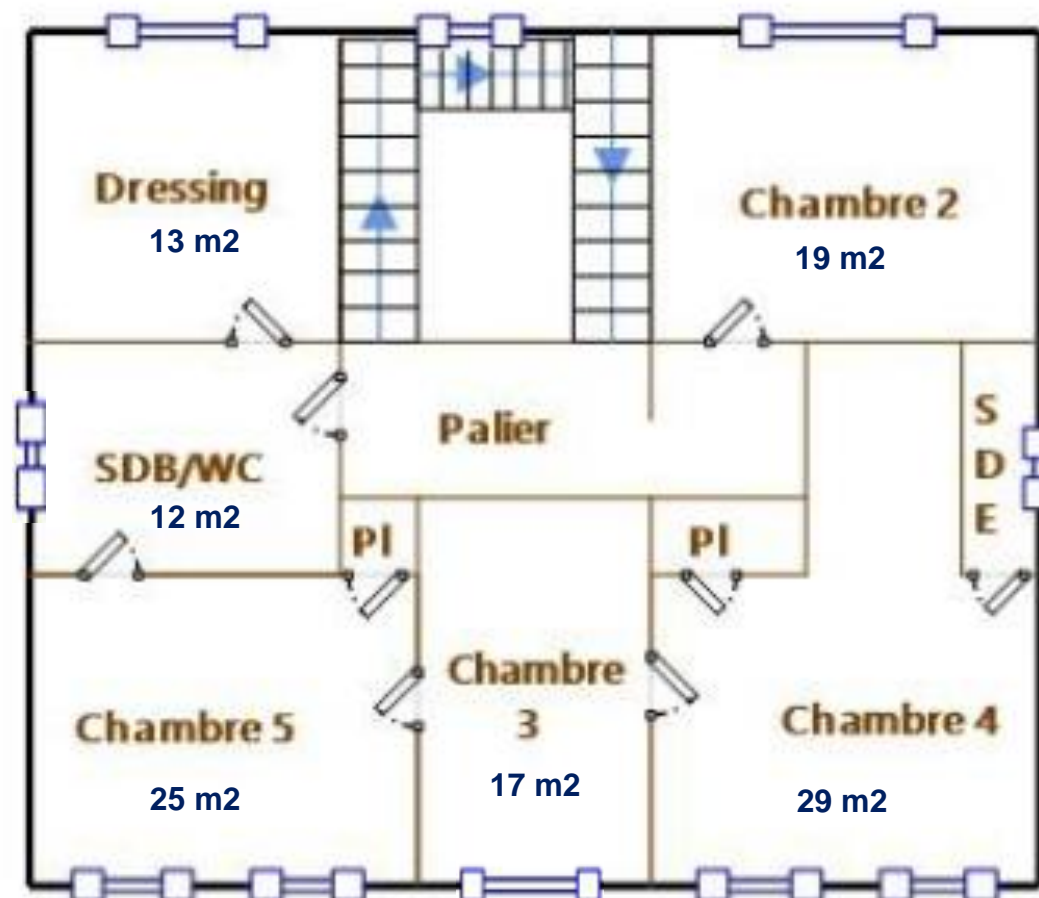 Dressing
13 m2
Chambre 2
19 m2
SDB/WC
12 m2
Palier
S
D
E
Pl
Pl
Chambre
3
17 m2
Chambre 5
25 m2
Chambre 4
29 m2